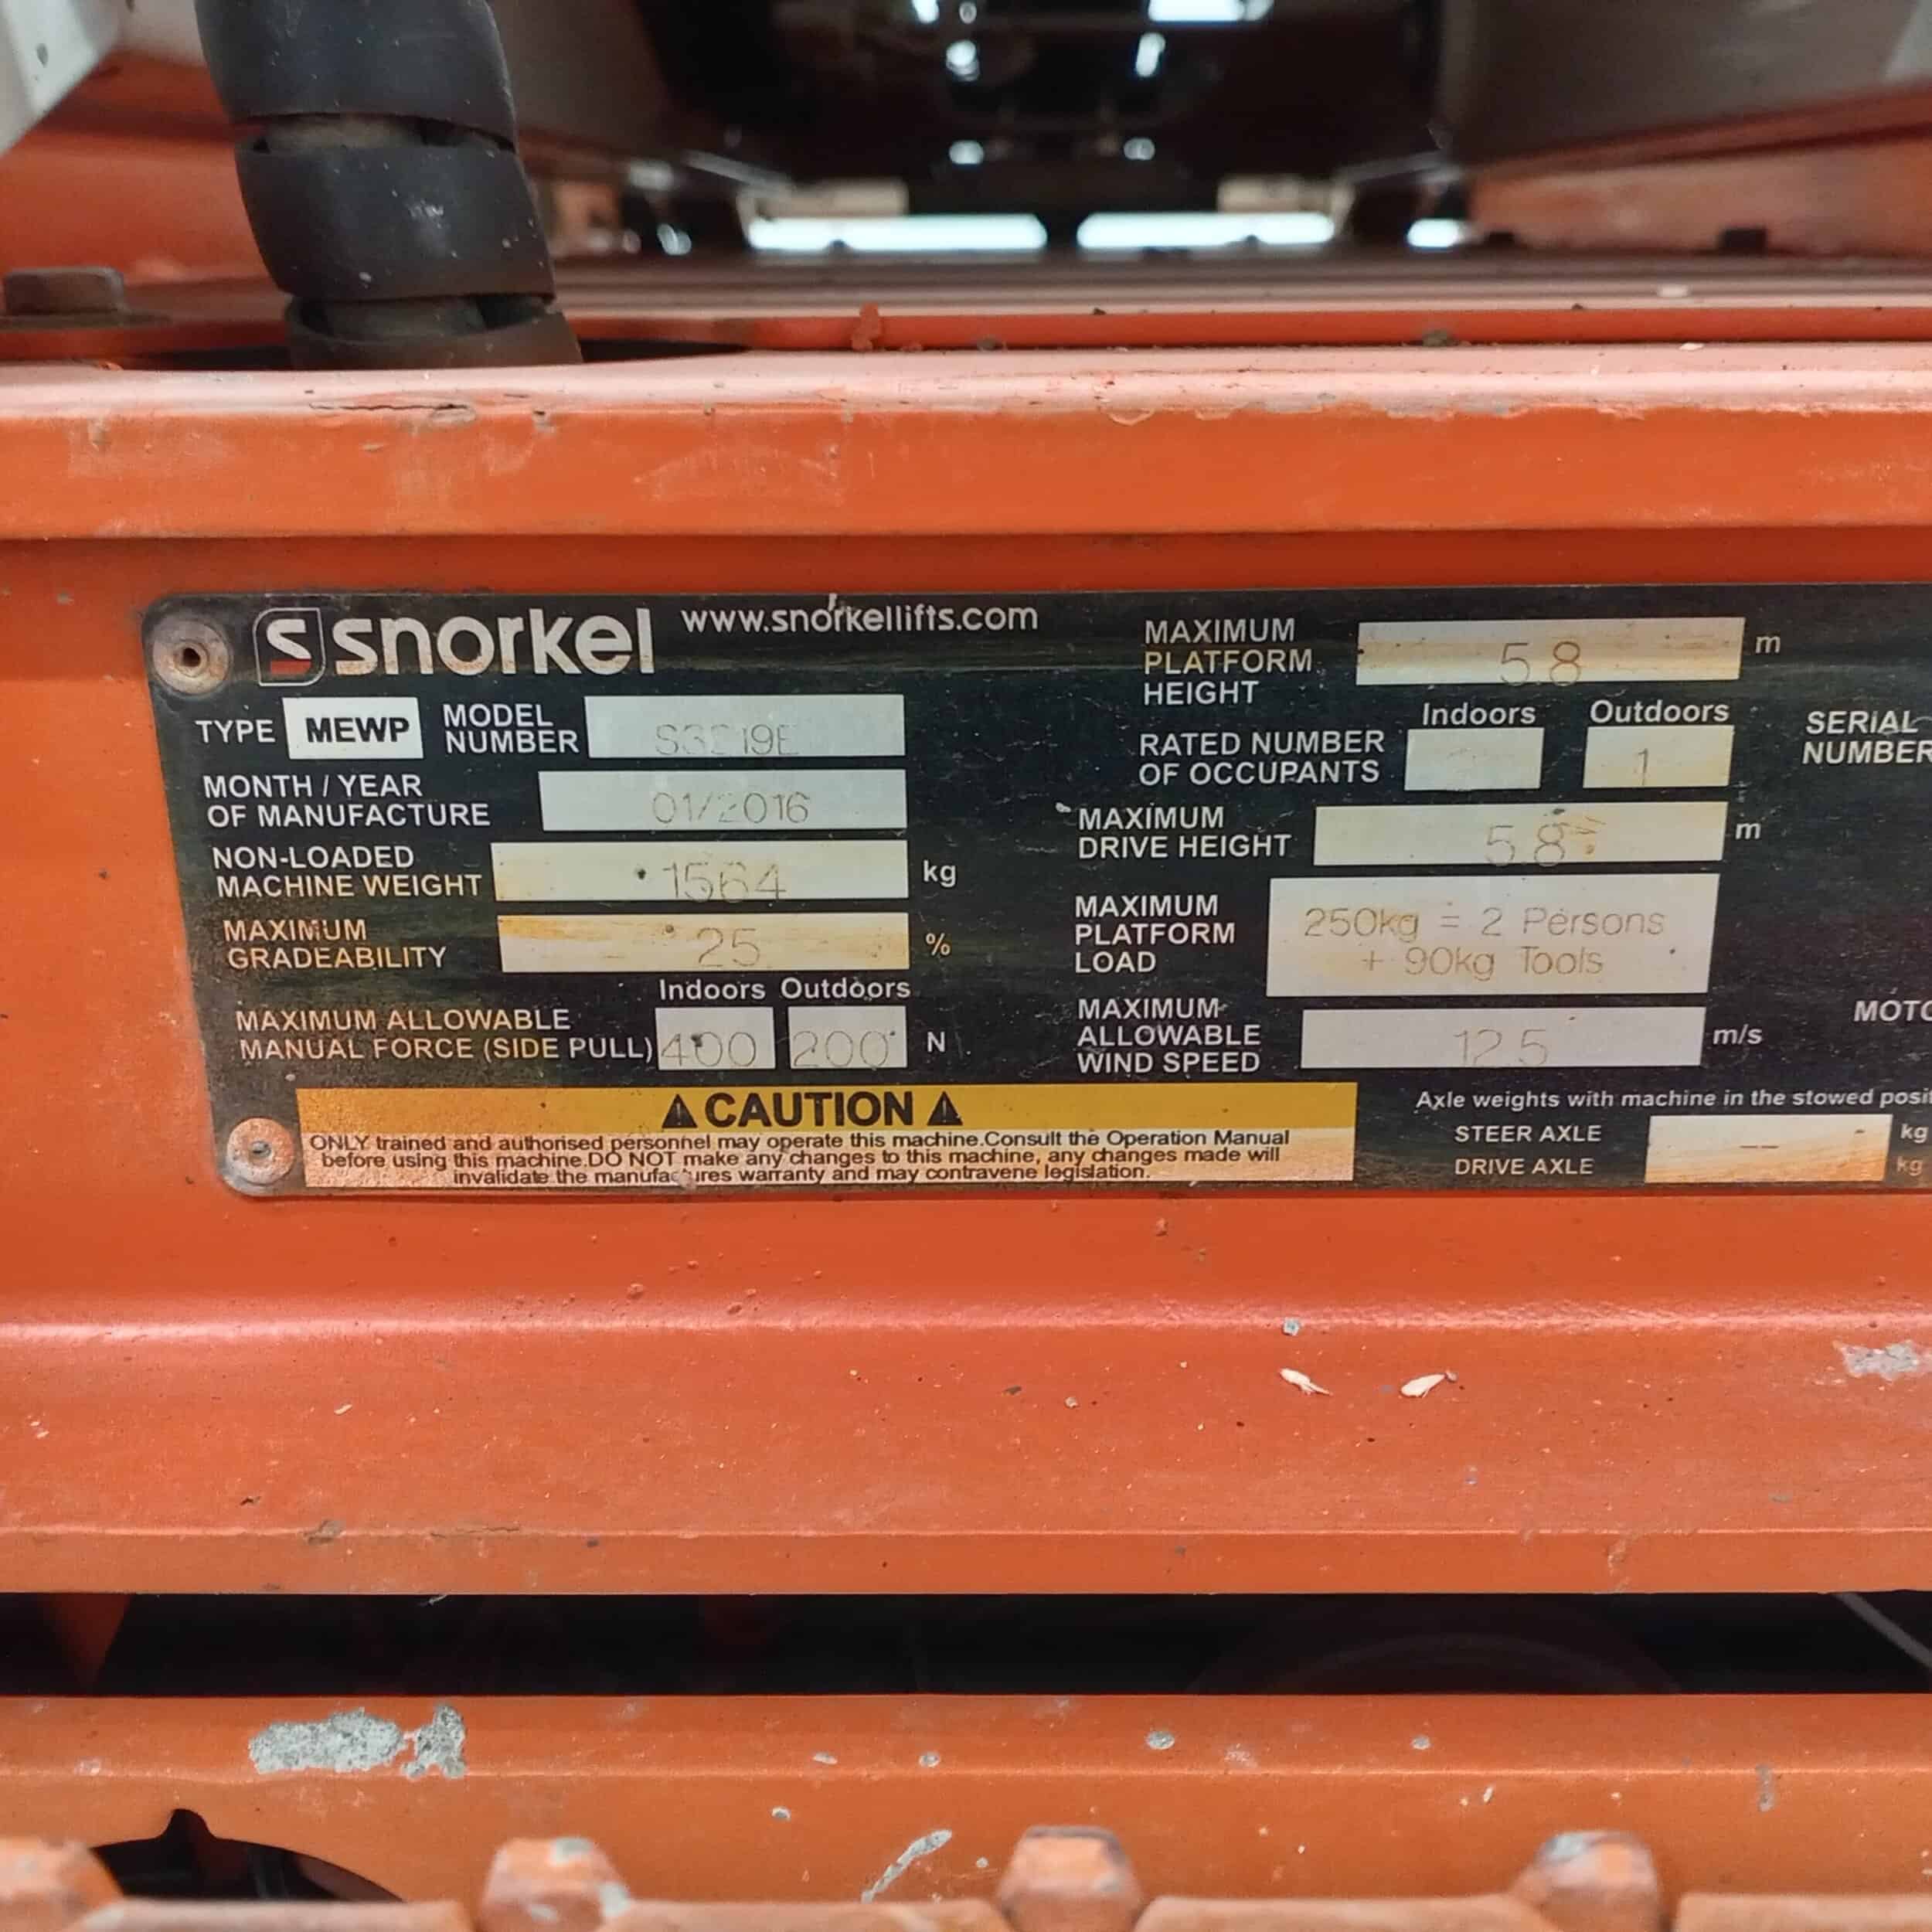 snorkel www.snorkellifts.com
TYPE MEWP MODEL NUMBER
MONTH / YEAR OF MANUFACTURE 01/2016
NON-LOADED MACHINE WEIGHT 1564 kg
MAXIMUM GRADEABILITY 25 %
Indoors Outdoors
MAXIMUM ALLOWABLE MANUAL FORCE (SIDE PULL) 400 200 N
CAUTION
ONLY trained and authorised personnel may operate this machine.Consult the Operation Manual
before using this machine.DO NOT make any changes to this machine, any changes made will
invalidate the manufactures warranty and may contravene legislation.
MAXIMUM PLATFORM HEIGHT 5.8 m
Indoors Outdoors
RATED NUMBER OF OCCUPANTS 1
MAXIMUM DRIVE HEIGHT 5.8 m
MAXIMUM PLATFORM LOAD 250kg = 2 Persons
+ 90kg Tools
MAXIMUM ALLOWABLE WIND SPEED 12.5 m/s
Axle weights with machine in the stowed posit
STEER AXLE -- kg
DRIVE AXLE kg
SERIAL
NUMBER
MOTO